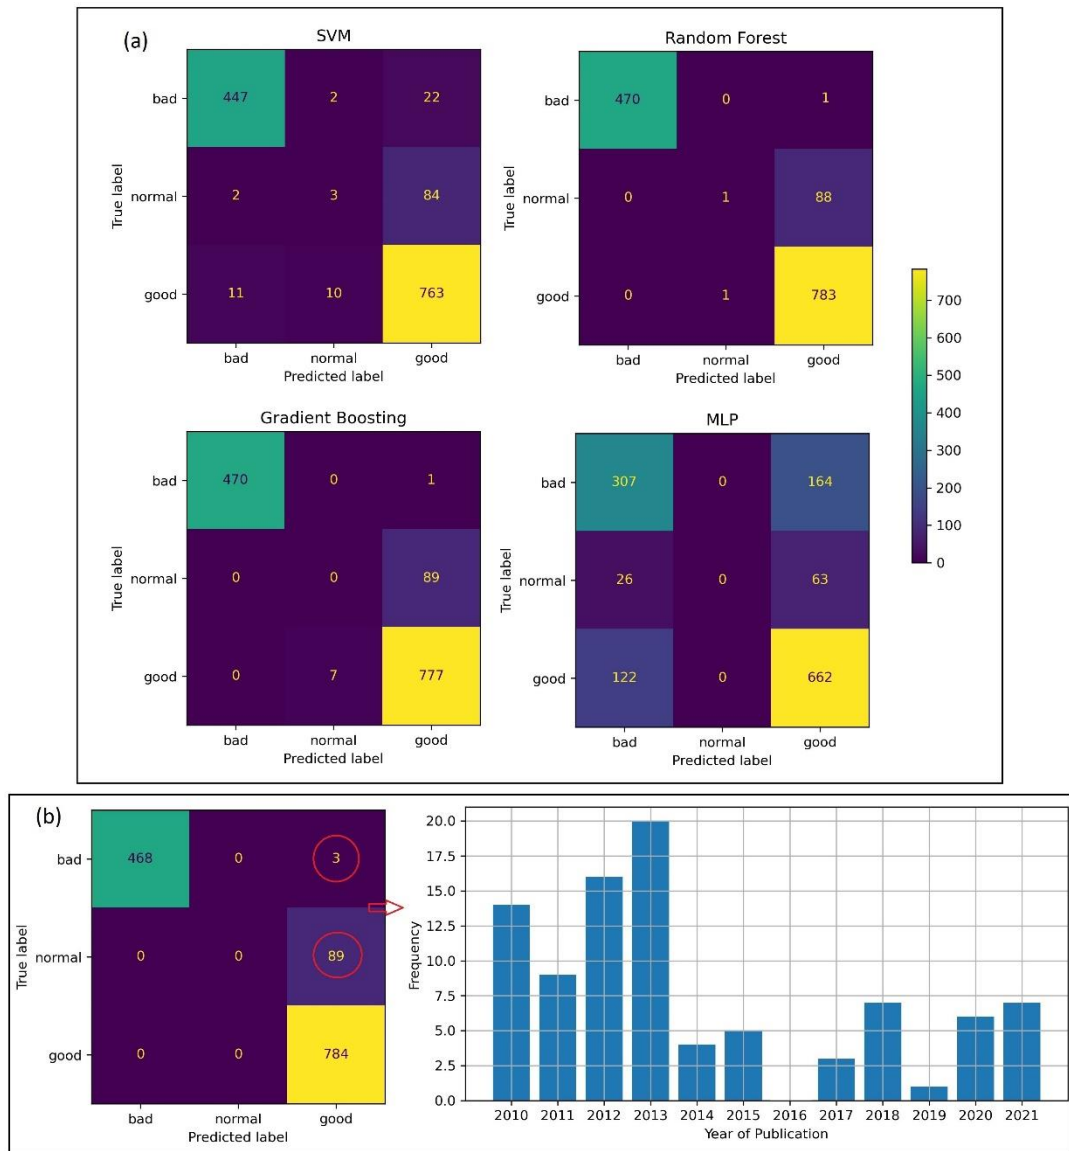 (a)
SVM
True label
bad
447 2 22
normal
2 3 84
good
11 10 763
bad normal good
Predicted label
Random Forest
True label
bad
470 0 1
normal
0 1 88
good
0 1 783
bad normal good
Predicted label
700
600
500
400
300
200
100
0
Gradient Boosting
True label
bad
470 0 1
normal
0 0 89
good
0 7 777
bad normal good
Predicted label
MLP
True label
bad
307 0 164
normal
26 0 63
good
122 0 662
bad normal good
Predicted label
(b)
True label
bad
468 0 3
normal
0 0 89
good
0 0 784
bad normal good
Predicted label
Frequency
20.0
17.5
15.0
12.5
10.0
7.5
5.0
2.5
0.0
2010 2011 2012 2013 2014 2015 2016 2017 2018 2019 2020 2021
Year of Publication